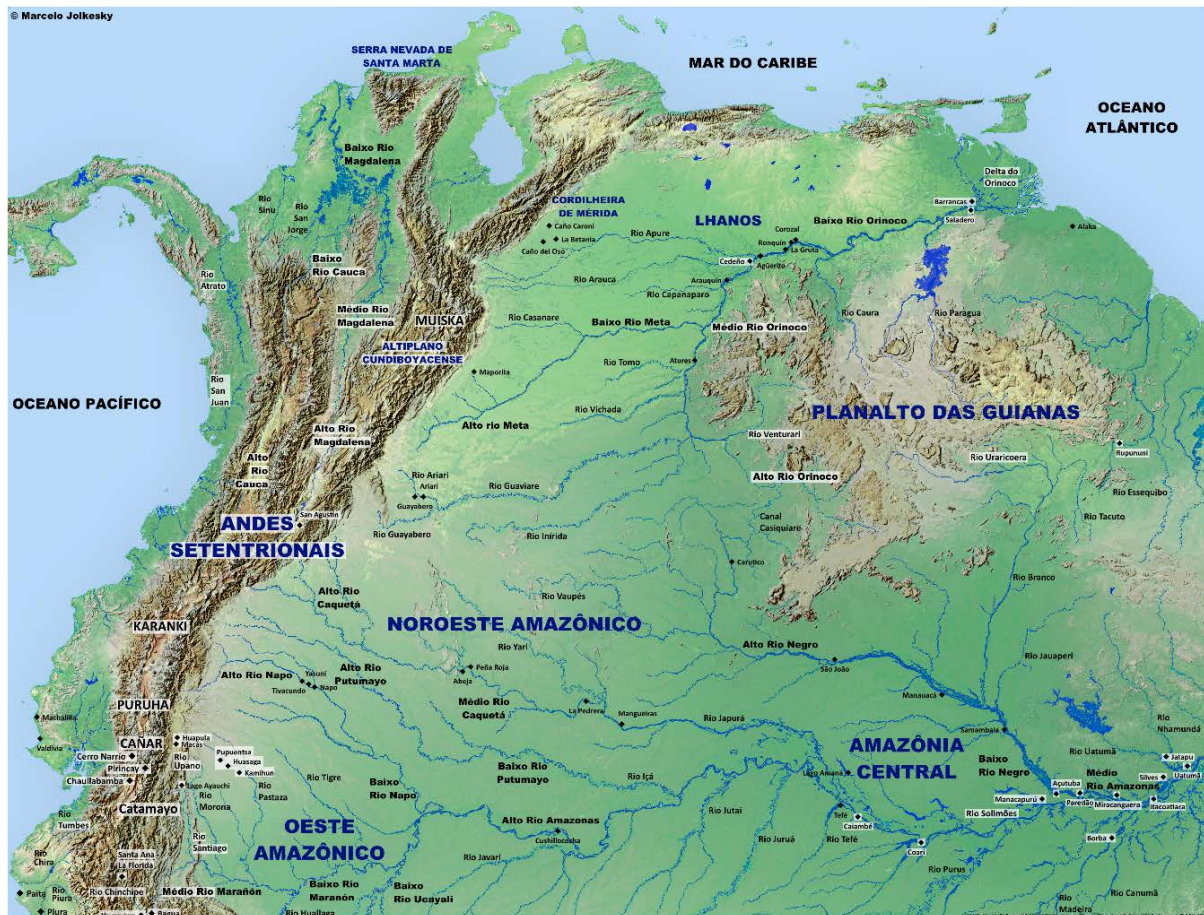 © Marcelo Jolkesky
SERRA NEVADA DE
SANTA MARTA
MAR DO CARIBE
OCEANO
ATLÂNTICO
Baixo Rio
Magdalena
Delta do
Orinoco
Barrancas
Saladero
Rio
Sinu
Rio
San
Jorge
CORDILHEIRA
DE MÉRIDA
LHANOS
Baixo Rio Orinoco
Caño Caroni
La Betania
Caño del Oso
Rio Apure
Corozal
Ronquín
La Gruta
Alaka
Baixo
Rio Cauca
Cedeño
Agüerito
Rio
Atrato
Rio Arauca
Arauquín
Rio Capanaparo
Médio Rio
Magdalena
MUISKA
Rio Casanare
Baixo Rio Meta
Médio Rio Orinoco
Rio Caura
Rio Paragua
ALTIPLANO
CUNDIBOYACENSE
Rio Tomo
Atures
Maporita
Rio
San
Juan
OCEANO PACÍFICO
Rio Vichada
PLANALTO DAS GUIANAS
Alto rio Meta
Alto Rio
Magdalena
Rio Venturari
Rupununi
Alto
Rio
Cauca
Rio Ariari
Ariari
Guayabero
Rio Guaviare
Alto Rio Orinoco
Rio Uraricoera
Rio Essequibo
San Agustín
ANDES
SETENTRIONAIS
Rio Guayabero
Rio Inírida
Canal
Casiquiare
Rio Tacuto
Carutico
Alto Rio
Caquetá
Rio Vaupés
Rio Branco
KARANKI
NOROESTE AMAZÔNICO
Rio Yari
Alto Rio Negro
Rio Jauaperi
Alto Rio Napo
Yasuní
Tivacundo
Napo
Alto Rio
Putumayo
Peña Roja
Abeja
São João
Manauacá
PURUHA
Médio Rio
Caquetá
La Pedrera
Mangueiras
Rio Japurá
Machalilla
Valdivia
Samambaia
Rio
Nhamundá
CAÑAR
Huapula
Macas
Cerro Narrio
Pirincay
Chaullabamba
Rio
Upano
Pupuentsa
Huasaga
Kamihun
AMAZÔNIA
CENTRAL
Rio Uatumã
Jatapu
Uatumã
Lago Ayauchi
Rio
Morona
Rio
Pastaza
Rio Tigre
Baixo
Rio Napo
Baixo Rio
Putumayo
Rio Içá
Lago Amanã
Baixo
Rio Negro
Açutuba
Médio
Rio Amazonas
Silves
Catamayo
Manacapurú
Paredão
Miracanguera
Itacoatiara
Rio
Tumbes
OESTE
AMAZÔNICO
Alto Rio Amazonas
Cushillococha
Rio Jutaí
Tefé
Caiambé
Rio Solimões
Rio
Santiago
Rio Juruá
Rio Tefé
Coari
Borba
Rio
Chira
Santa Ana
La Florida
Rio Javari
Rio Purus
Paita
Rio
Piura
Rio Chinchipe
Médio Rio Marañón
Baixo Rio
Maranón
Baixo
Rio Ucayali
Rio Canumã
Rio
Madeira
Piura
Bagua
Rio Huallaga